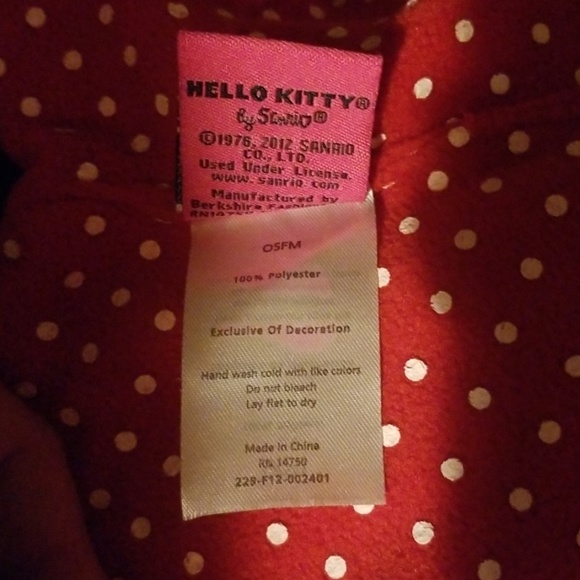 HELLO KITTY®
by Sanrio®
©1976, 2012 SANRIO
CO., LTD.
Used Under License.
www.sanrio.com
Manufactured by
Berkshire
OSFM
100% Polyester
Exclusive Of Decoration
Hand wash cold with like colors
Do not bleach
Lay flat to dry
Made in China
RN 14750
229-F12-002401